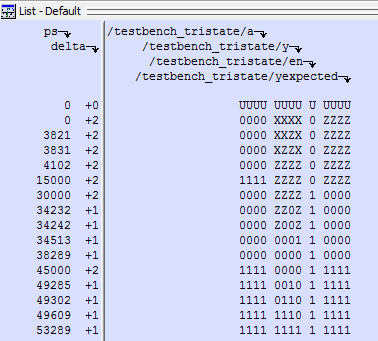 List - Default
ps /testbench_tristate/a
delta /testbench_tristate/y
/testbench_tristate/en
/testbench_tristate/yexpected
0 +0 UUUU UUUU U UUUU
0 +2 0000 XXXX 0 ZZZZ
3821 +2 0000 XXZX 0 ZZZZ
3831 +2 0000 XZZX 0 ZZZZ
4102 +2 0000 ZZZZ 0 ZZZZ
15000 +2 1111 ZZZZ 0 ZZZZ
30000 +2 0000 ZZZZ 1 0000
34232 +1 0000 ZZ0Z 1 0000
34242 +1 0000 Z00Z 1 0000
34513 +1 0000 0001 1 0000
38289 +1 0000 0000 1 0000
45000 +2 1111 0000 1 1111
49285 +1 1111 0010 1 1111
49302 +1 1111 0110 1 1111
49609 +1 1111 1110 1 1111
53289 +1 1111 1111 1 1111